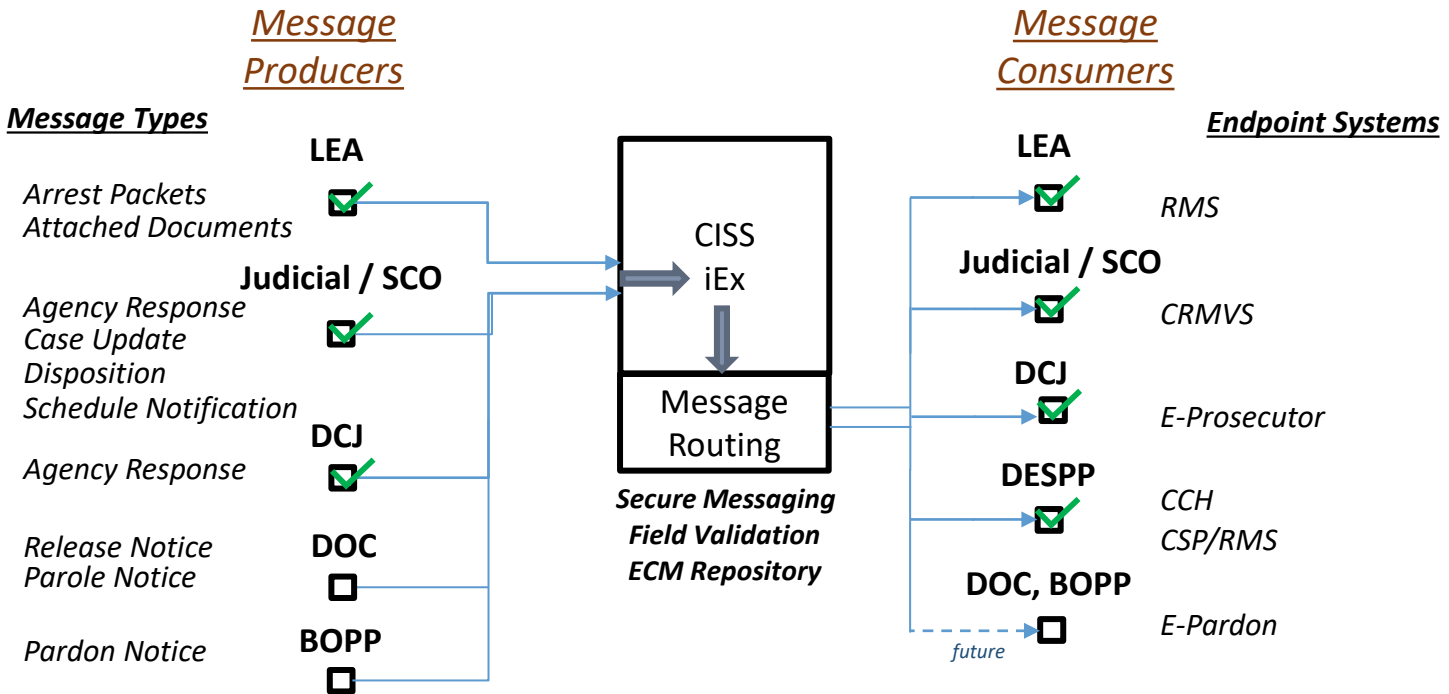 Message
Producers
Message
Consumers
Message Types
Endpoint Systems
LEA
Arrest Packets
Attached Documents
Judicial / SCO
Agency Response
Case Update
Disposition
Schedule Notification
DCJ
Agency Response
DOC
Release Notice
Parole Notice
BOPP
Pardon Notice
CISS
iEx
Message
Routing
Secure Messaging
Field Validation
ECM Repository
LEA
RMS
Judicial / SCO
CRMVS
DCJ
E-Prosecutor
DESPP
CCH
CSP/RMS
DOC, BOPP
E-Pardon
future